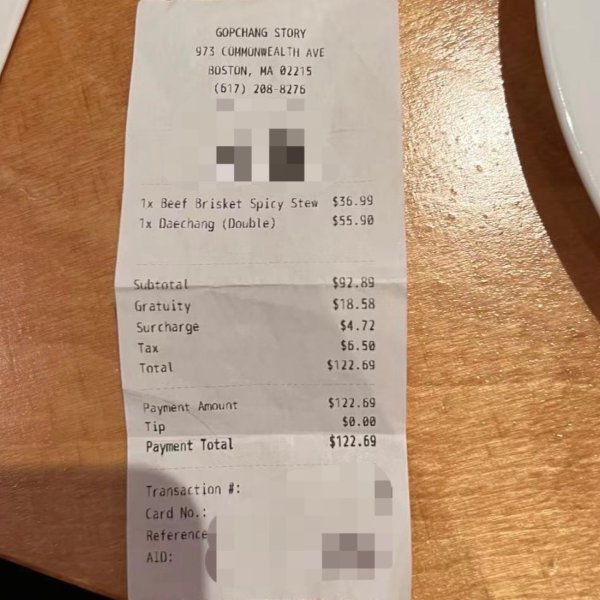 GOPCHANG STORY
973 COMMONWEALTH AVE
BOSTON, MA 02215
(617) 208-8276
1x Beef Brisket Spicy Stew $36.99
1x Daechang (Double) $55.90
Subtotal $92.89
Gratuity $18.58
Surcharge $4.72
Tax $6.50
Total $122.69
Payment Amount $122.69
Tip $0.00
Payment Total $122.69
Transaction #:
Card No.:
Reference
AID: